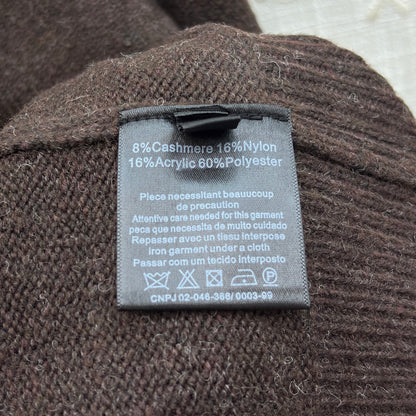 8%Cashmere 16%Nylon
16%Acrylic 60%Polyester
Piece necessitant beauucoup
de precaution
Attentive care needed for this garment
peca que necessita de muito cuidado
Repasser avec un tissu interpose
iron garment under a cloth
Passar com tecido interposto
P
CNPJ 02-046-366/ 0003-99